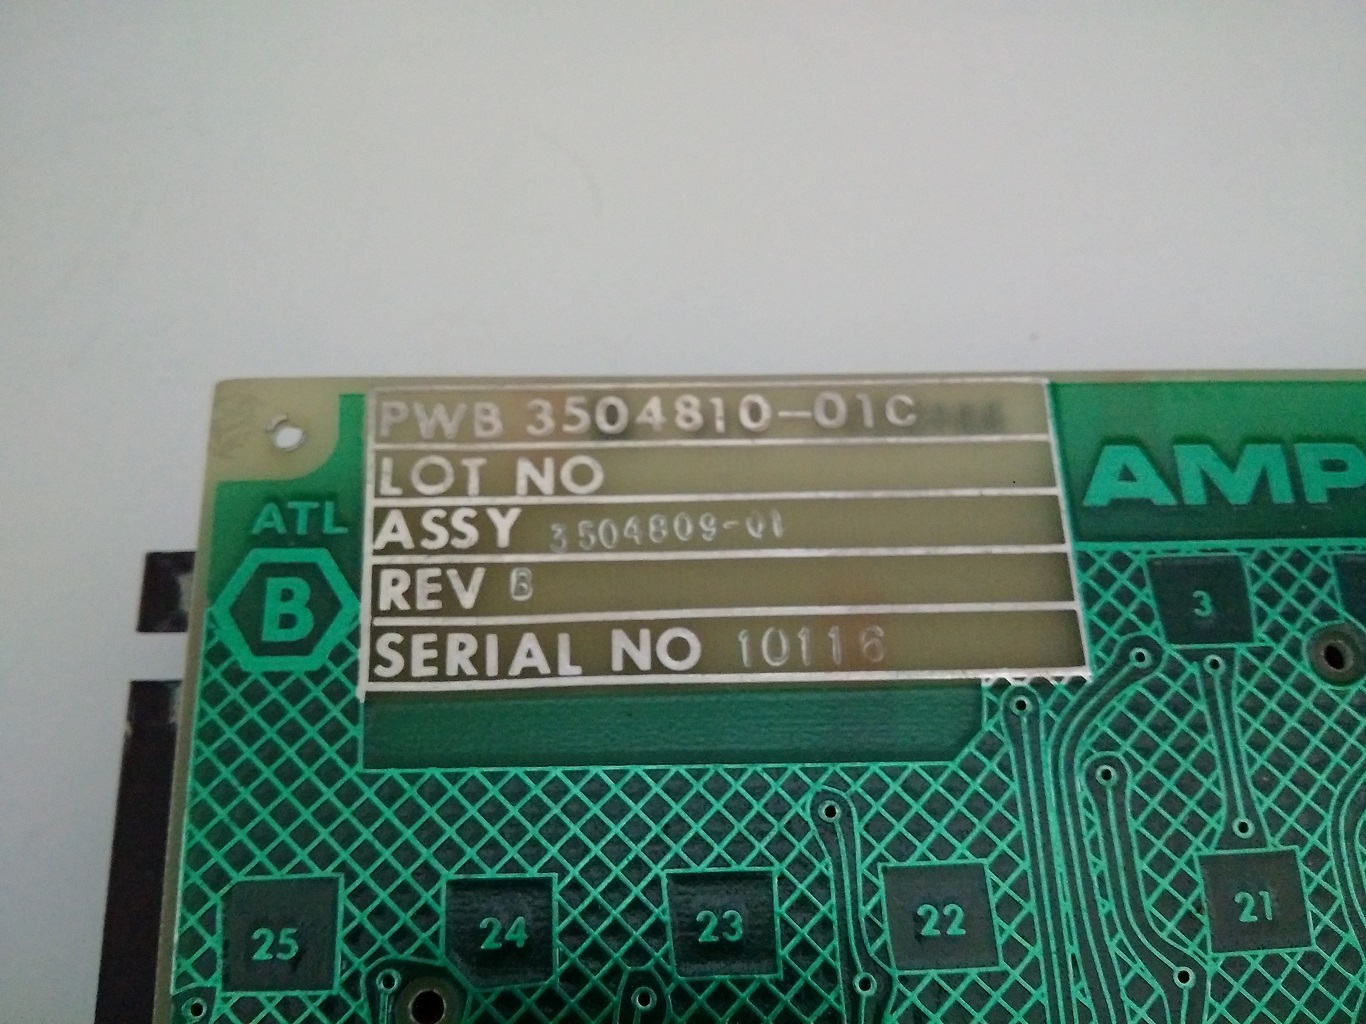 PWB 3504810-01C
LOT NO
ASSY 3504809-01
REV B
SERIAL NO 10116
ATL
B
AMP
3
25
24
23
22
21